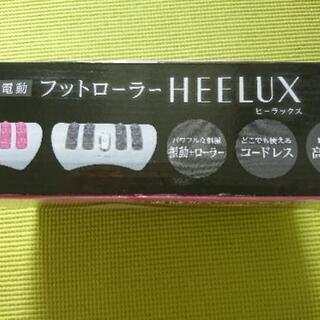 電動 フットローラー HEELUX
ヒーラックス
パワフルな刺激
振動+ローラー
どこでも使える
コードレス
高